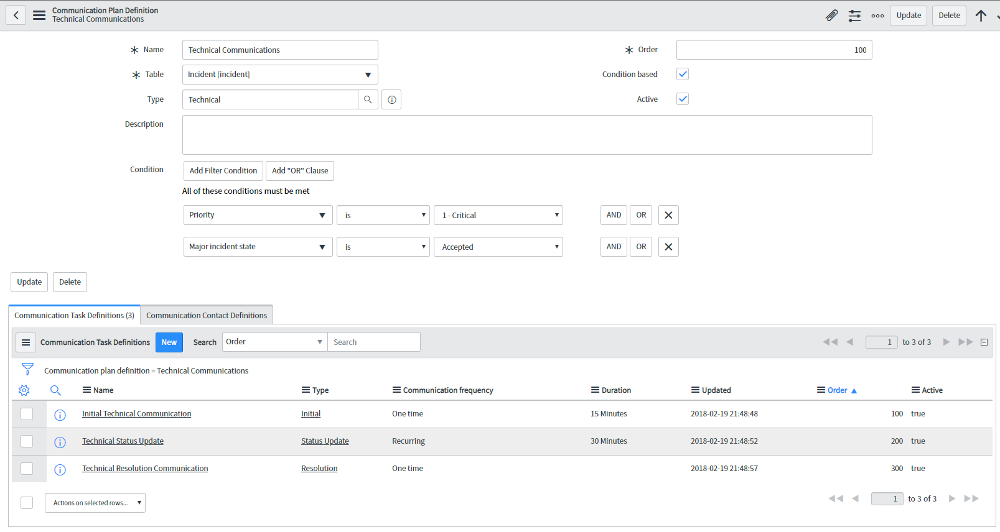 Communication Plan Definition
Technical Communications
Update
Delete
Name
Technical Communications
Order
100
Table
Incident [incident]
Condition based
Type
Technical
Active
Description
Condition
Add Filter Condition
Add "OR" Clause
All of these conditions must be met
Priority
is
1 - Critical
AND
OR
Major incident state
is
Accepted
AND
OR
Update
Delete
Communication Task Definitions (3)
Communication Contact Definitions
Communication Task Definitions
New
Search
Order
Search
1 to 3 of 3
Communication plan definition = Technical Communications
Name Type Communication frequency Duration Updated Order Active
Initial Technical Communication Initial One time 15 Minutes 2018-02-19 21:48:48 100 true
Technical Status Update Status Update Recurring 30 Minutes 2018-02-19 21:48:52 200 true
Technical Resolution Communication Resolution One time 2018-02-19 21:48:57 300 true
Actions on selected rows...
1 to 3 of 3